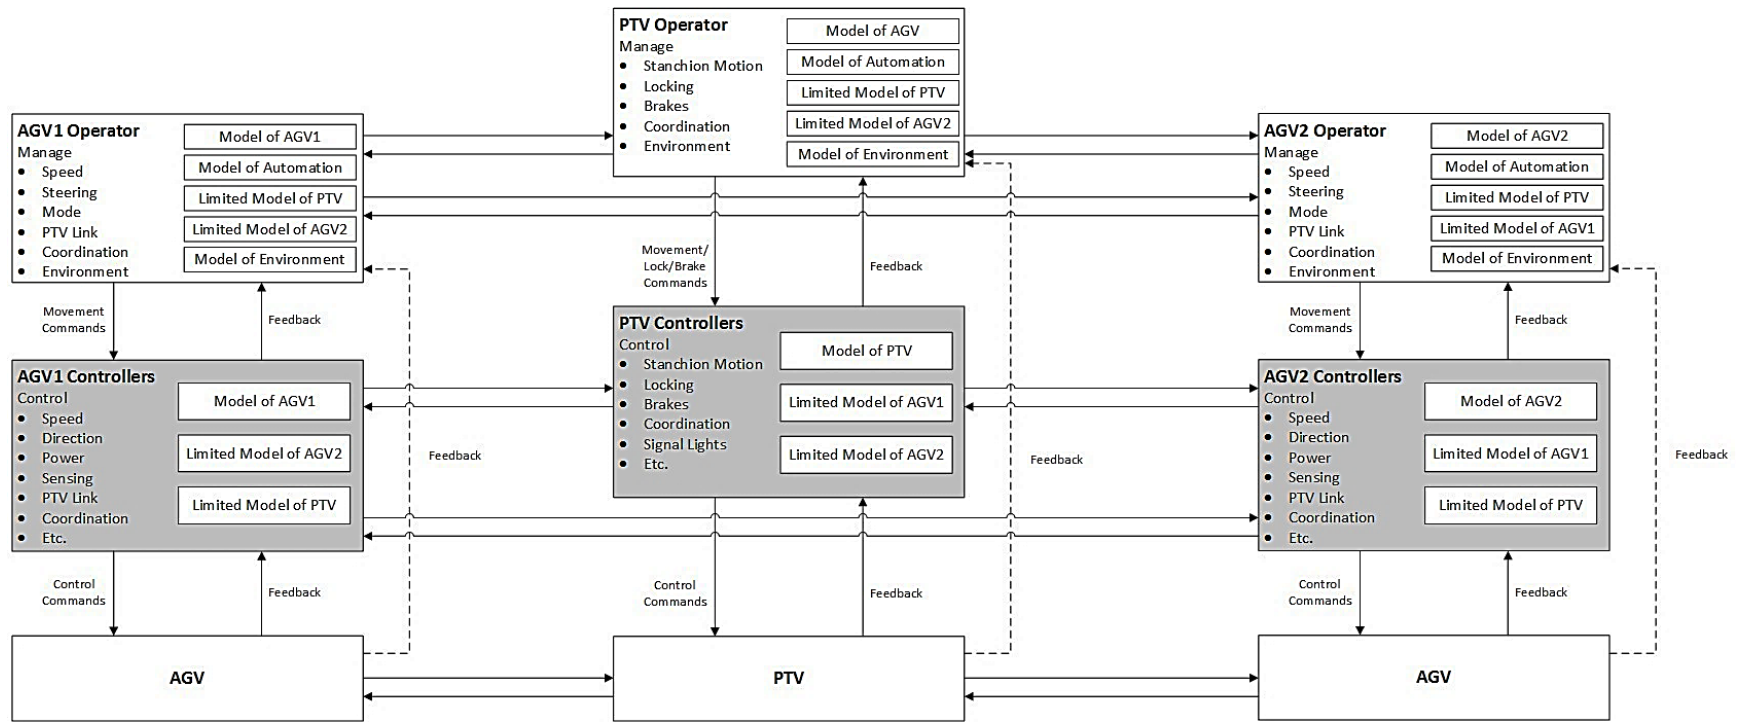 PTV Operator
Manage
• Stanchion Motion
• Locking
• Brakes
• Coordination
• Environment
Model of AGV
Model of Automation
Limited Model of PTV
Limited Model of AGV2
Model of Environment
AGV1 Operator
Manage
• Speed
• Steering
• Mode
• PTV Link
• Coordination
• Environment
Model of AGV1
Model of Automation
Limited Model of PTV
Limited Model of AGV2
Model of Environment
AGV2 Operator
Manage
• Speed
• Steering
• Mode
• PTV Link
• Coordination
• Environment
Model of AGV2
Model of Automation
Limited Model of PTV
Limited Model of AGV1
Model of Environment
Movement
Commands
Feedback
Movement/
Lock/Brake
Commands
Feedback
Movement
Commands
Feedback
AGV1 Controllers
Control
• Speed
• Direction
• Power
• Sensing
• PTV Link
• Coordination
• Etc.
Model of AGV1
Limited Model of AGV2
Limited Model of PTV
Feedback
PTV Controllers
Control
• Stanchion Motion
• Locking
• Brakes
• Coordination
• Signal Lights
• Etc.
Model of PTV
Limited Model of AGV1
Limited Model of AGV2
Feedback
AGV2 Controllers
Control
• Speed
• Direction
• Power
• Sensing
• PTV Link
• Coordination
• Etc.
Model of AGV2
Limited Model of AGV1
Limited Model of PTV
Feedback
Control
Commands
Feedback
Control
Commands
Feedback
Control
Commands
Feedback
AGV
PTV
AGV